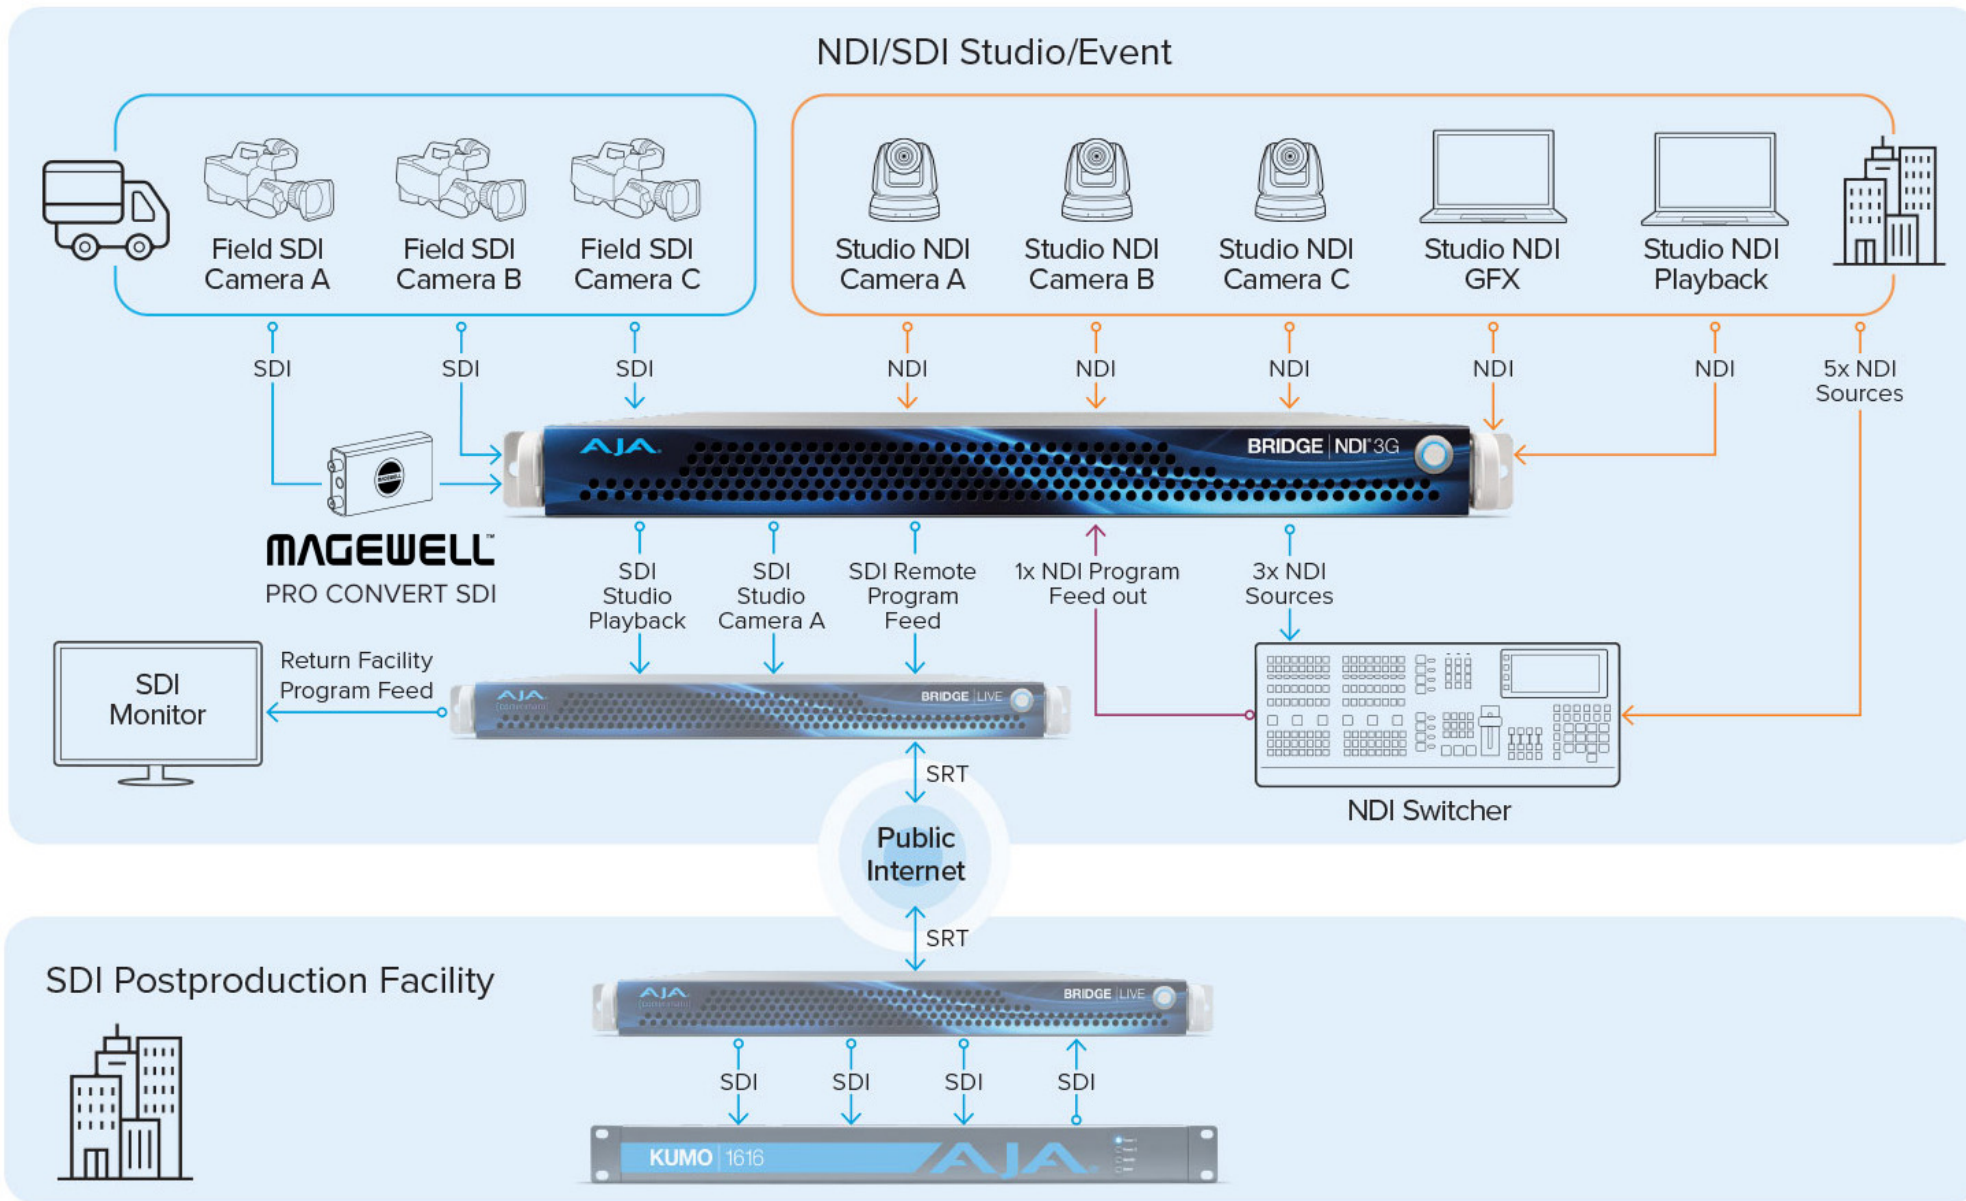 NDI/SDI Studio/Event
Field SDI
Camera A
Field SDI
Camera B
Field SDI
Camera C
Studio NDI
Camera A
Studio NDI
Camera B
Studio NDI
Camera C
Studio NDI
GFX
Studio NDI
Playback
SDI
SDI
SDI
NDI
NDI
NDI
NDI
NDI
5x NDI
Sources
AJA
BRIDGE | NDI® 3G
MAGEWELL
MAGEWELL™
PRO CONVERT SDI
SDI
Studio
Playback
SDI
Studio
Camera A
SDI Remote
Program
Feed
1x NDI Program
Feed out
3x NDI
Sources
SDI
Monitor
Return Facility
Program Feed
AJA
BRIDGE | LIVE
NDI Switcher
SRT
Public
Internet
SRT
SDI Postproduction Facility
AJA
BRIDGE | LIVE
SDI
SDI
SDI
SDI
KUMO | 1616
AJA